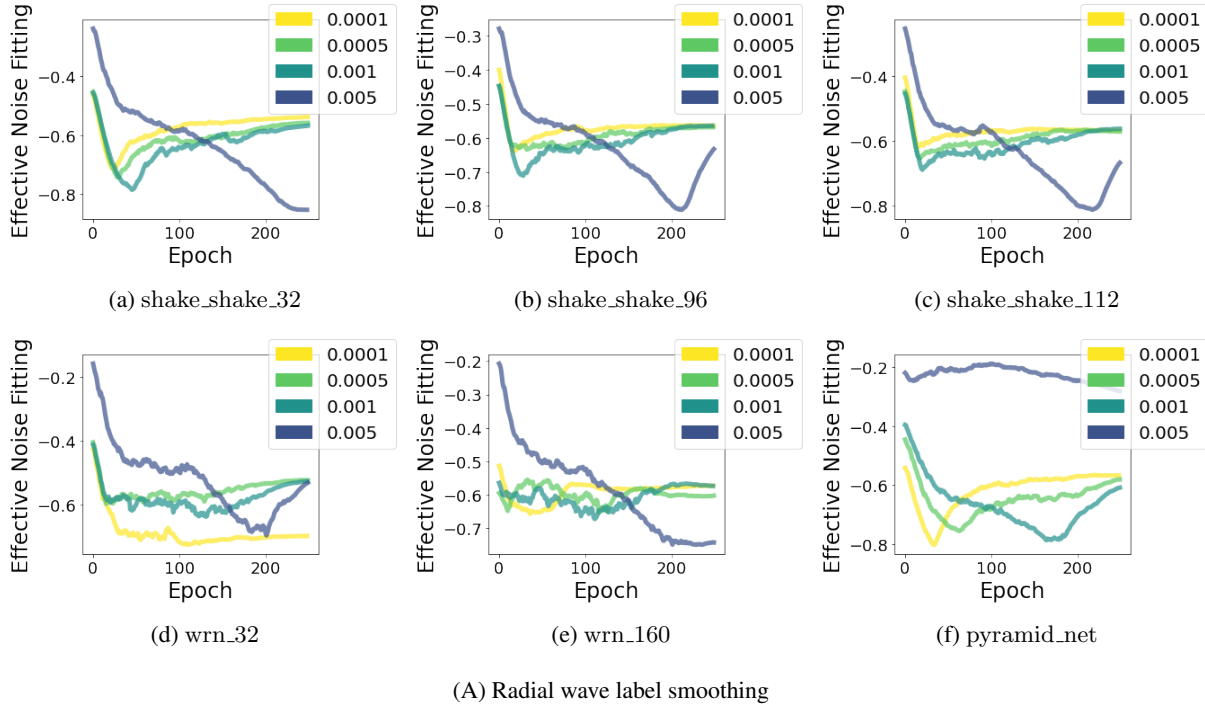 Effective Noise Fitting
−0.4
−0.6
−0.8
0 100 200
Epoch
0.0001
0.0005
0.001
0.005
(a) shake_shake_32
Effective Noise Fitting
−0.3
−0.4
−0.5
−0.6
−0.7
−0.8
0 100 200
Epoch
0.0001
0.0005
0.001
0.005
(b) shake_shake_96
Effective Noise Fitting
−0.4
−0.6
−0.8
0 100 200
Epoch
0.0001
0.0005
0.001
0.005
(c) shake_shake_112
Effective Noise Fitting
−0.2
−0.4
−0.6
0 100 200
Epoch
0.0001
0.0005
0.001
0.005
(d) wrn_32
Effective Noise Fitting
−0.2
−0.3
−0.4
−0.5
−0.6
−0.7
0 100 200
Epoch
0.0001
0.0005
0.001
0.005
(e) wrn_160
Effective Noise Fitting
−0.2
−0.4
−0.6
−0.8
0 100 200
Epoch
0.0001
0.0005
0.001
0.005
(f) pyramid_net
(A) Radial wave label smoothing